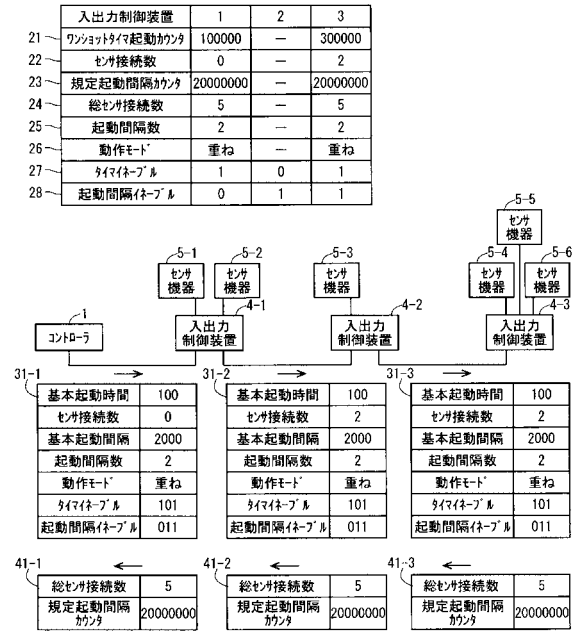 入出力制御装置 1 2 3
21 ワンショットタイマ起動カウンタ 100000 — 300000
22 センサ接続数 0 — 2
23 規定起動間隔カウンタ 20000000 — 20000000
24 総センサ接続数 5 — 5
25 起動間隔数 2 — 2
26 動作モード 重ね — 重ね
27 タイマイネーブル 1 0 1
28 起動間隔イネーブル 0 1 1
5-5
センサ機器
5-1 5-2 5-3 5-4 5-6
センサ機器 センサ機器 センサ機器 センサ機器 センサ機器
1 4-1 4-2 4-3
コントローラ 入出力制御装置 入出力制御装置 入出力制御装置
31-1 31-2 31-3
基本起動時間 100 基本起動時間 100 基本起動時間 100
センサ接続数 0 センサ接続数 2 センサ接続数 2
基本起動間隔 2000 基本起動間隔 2000 基本起動間隔 2000
起動間隔数 2 起動間隔数 2 起動間隔数 2
動作モード 重ね 動作モード 重ね 動作モード 重ね
タイマイネーブル 101 タイマイネーブル 101 タイマイネーブル 101
起動間隔イネーブル 011 起動間隔イネーブル 011 起動間隔イネーブル 011
41-1 41-2 41-3
総センサ接続数 5 総センサ接続数 5 総センサ接続数 5
規定起動間隔カウンタ 20000000 規定起動間隔カウンタ 20000000 規定起動間隔カウンタ 20000000